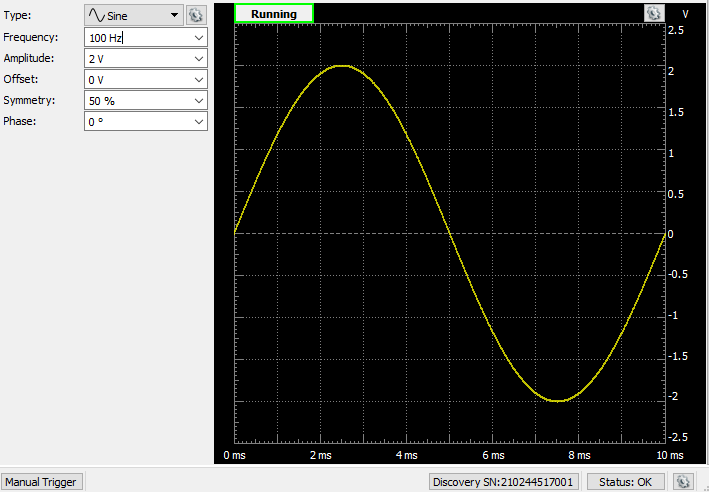 Type: Sine
Frequency: 100 Hz
Amplitude: 2 V
Offset: 0 V
Symmetry: 50 %
Phase: 0 °
Running
V
2.5
2
1.5
1
0.5
0
-0.5
-1
-1.5
-2
-2.5
0 ms 2 ms 4 ms 6 ms 8 ms 10 ms
Manual Trigger
Discovery SN:210244517001
Status: OK